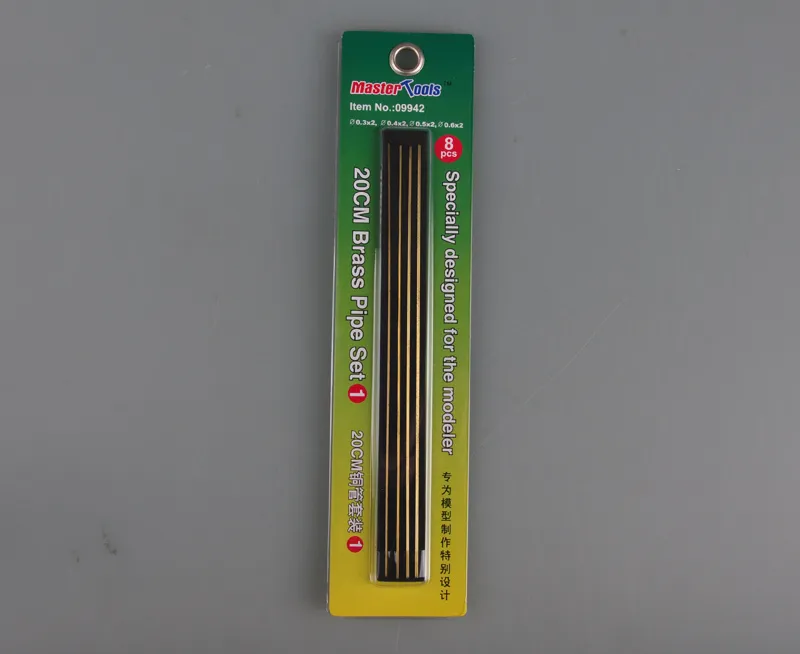 MasterTools™
Item No.:09942
Ø0.3x2, Ø0.4x2, Ø0.5x2, Ø0.6x2
8
pcs
20CM Brass Pipe Set 1
Specially designed for the modeler
20CM铜管套装 1
专为模型制作特别设计